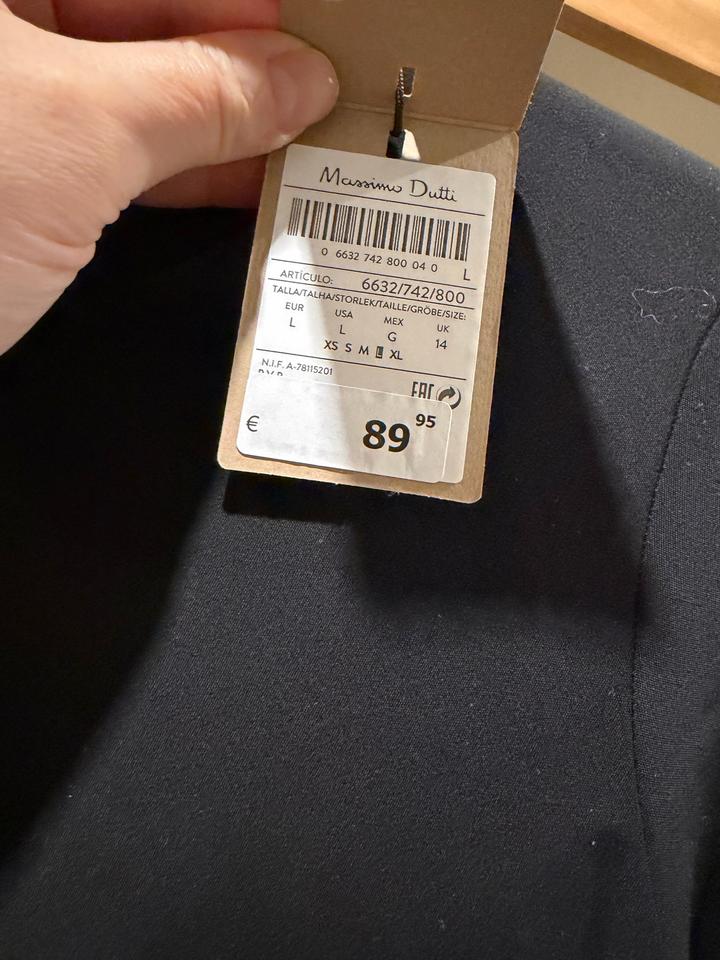 Massimo Dutti
0 6632 742 800 04 0 L
ARTÍCULO: 6632/742/800
TALLA/TALHA/STORLEK/TAILLE/GRÖBE/SIZE:
EUR USA MEX UK
L L G 14
XS S M L XL
N.I.F. A-78115201
EAC
€ 89 95